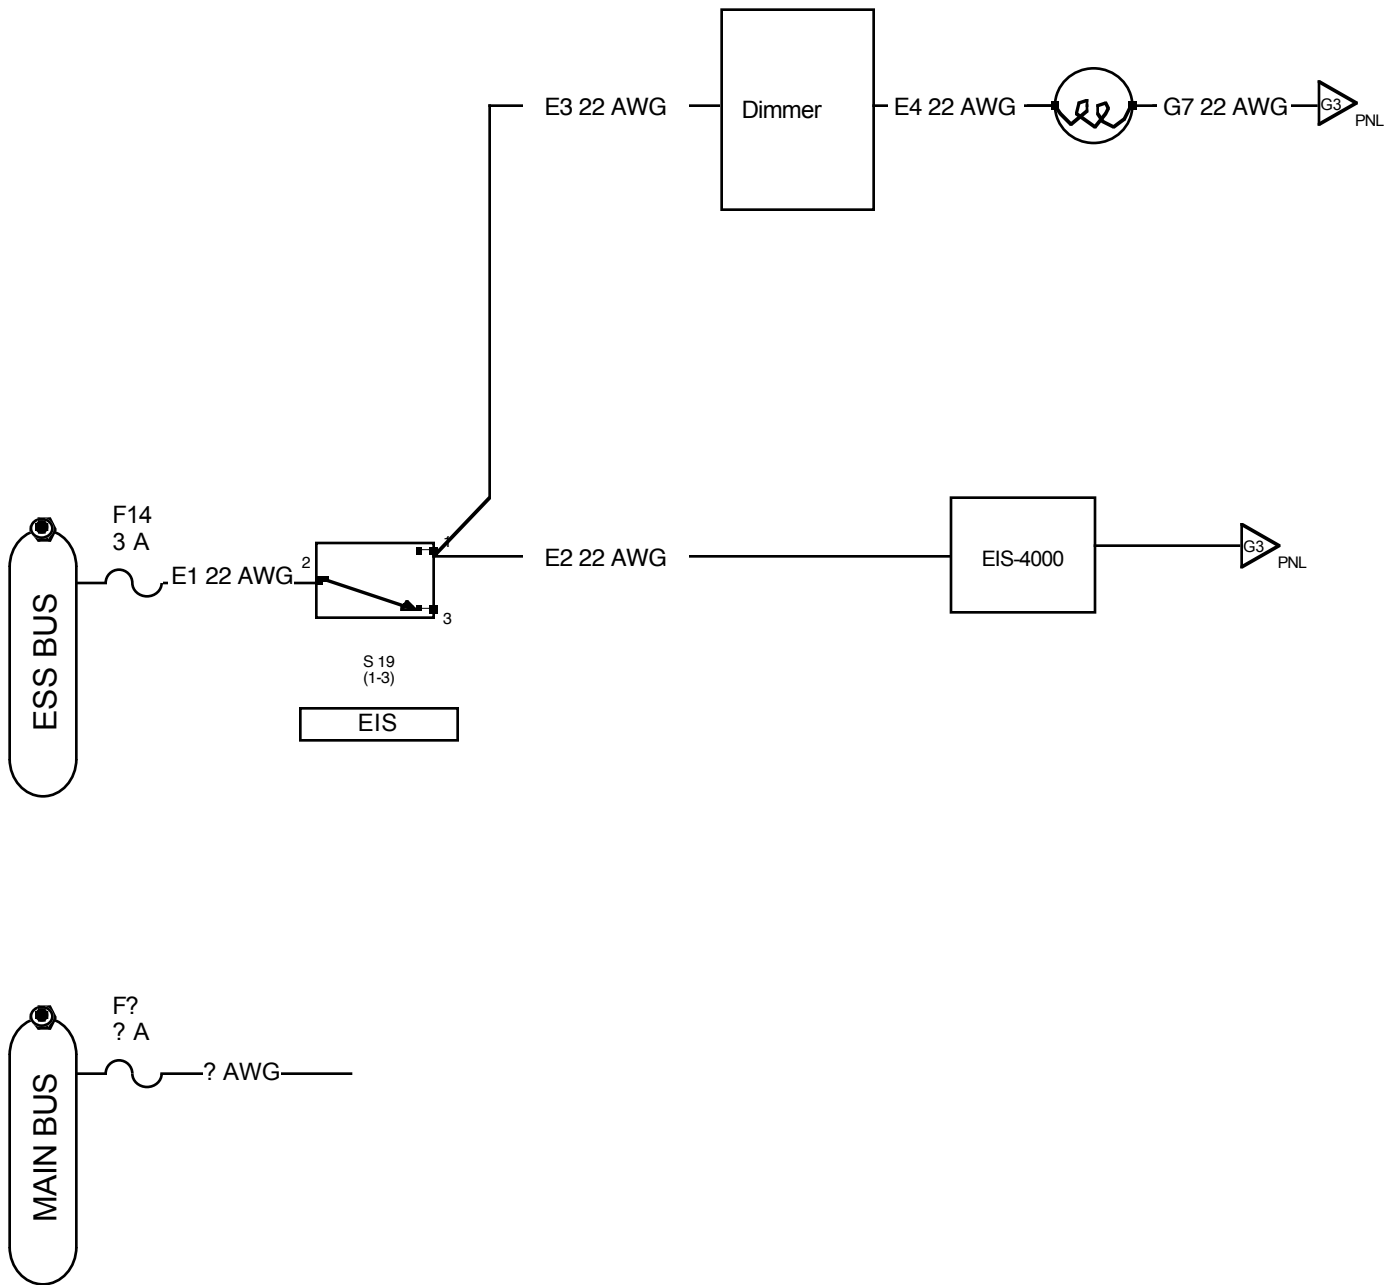 E3 22 AWG
Dimmer
E4 22 AWG
G7 22 AWG
G3
PNL
F14
3 A
ESS BUS
E1 22 AWG
2
1
3
E2 22 AWG
EIS-4000
G3
PNL
S 19
(1-3)
EIS
F?
? A
MAIN BUS
? AWG